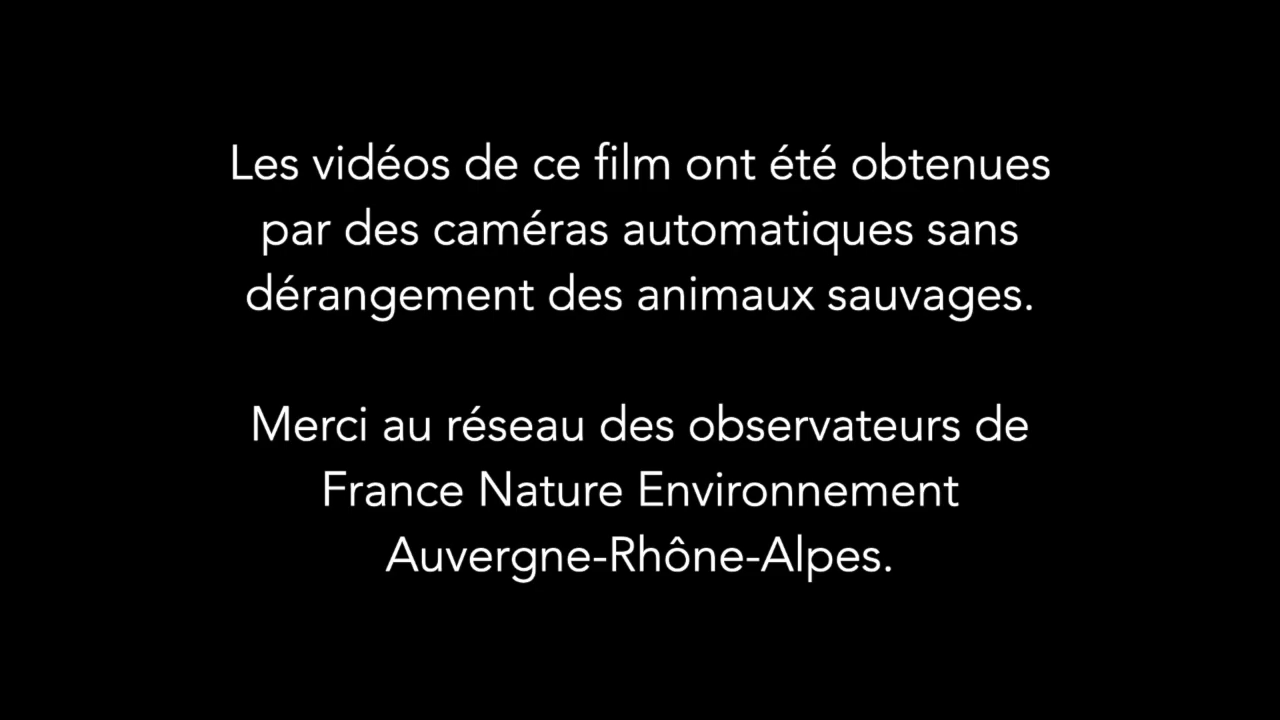 Les vidéos de ce film ont été obtenues
par des caméras automatiques sans
dérangement des animaux sauvages.
Merci au réseau des observateurs de
France Nature Environnement
Auvergne-Rhône-Alpes.